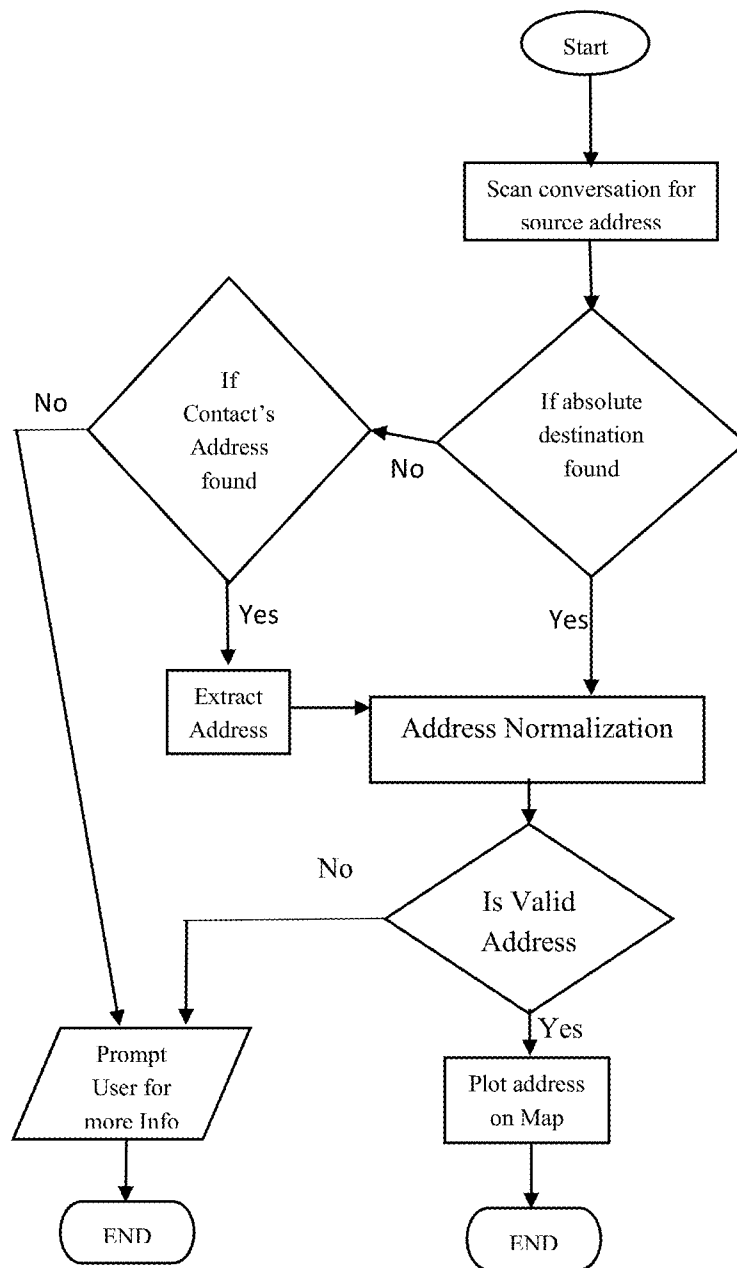 Start
Scan conversation for
source address
If absolute
destination
found
No
Yes
If
Contact's
Address
found
No
Yes
Extract
Address
Address Normalization
Is Valid
Address
No
Yes
Prompt
User for
more Info
END
Plot address
on Map
END